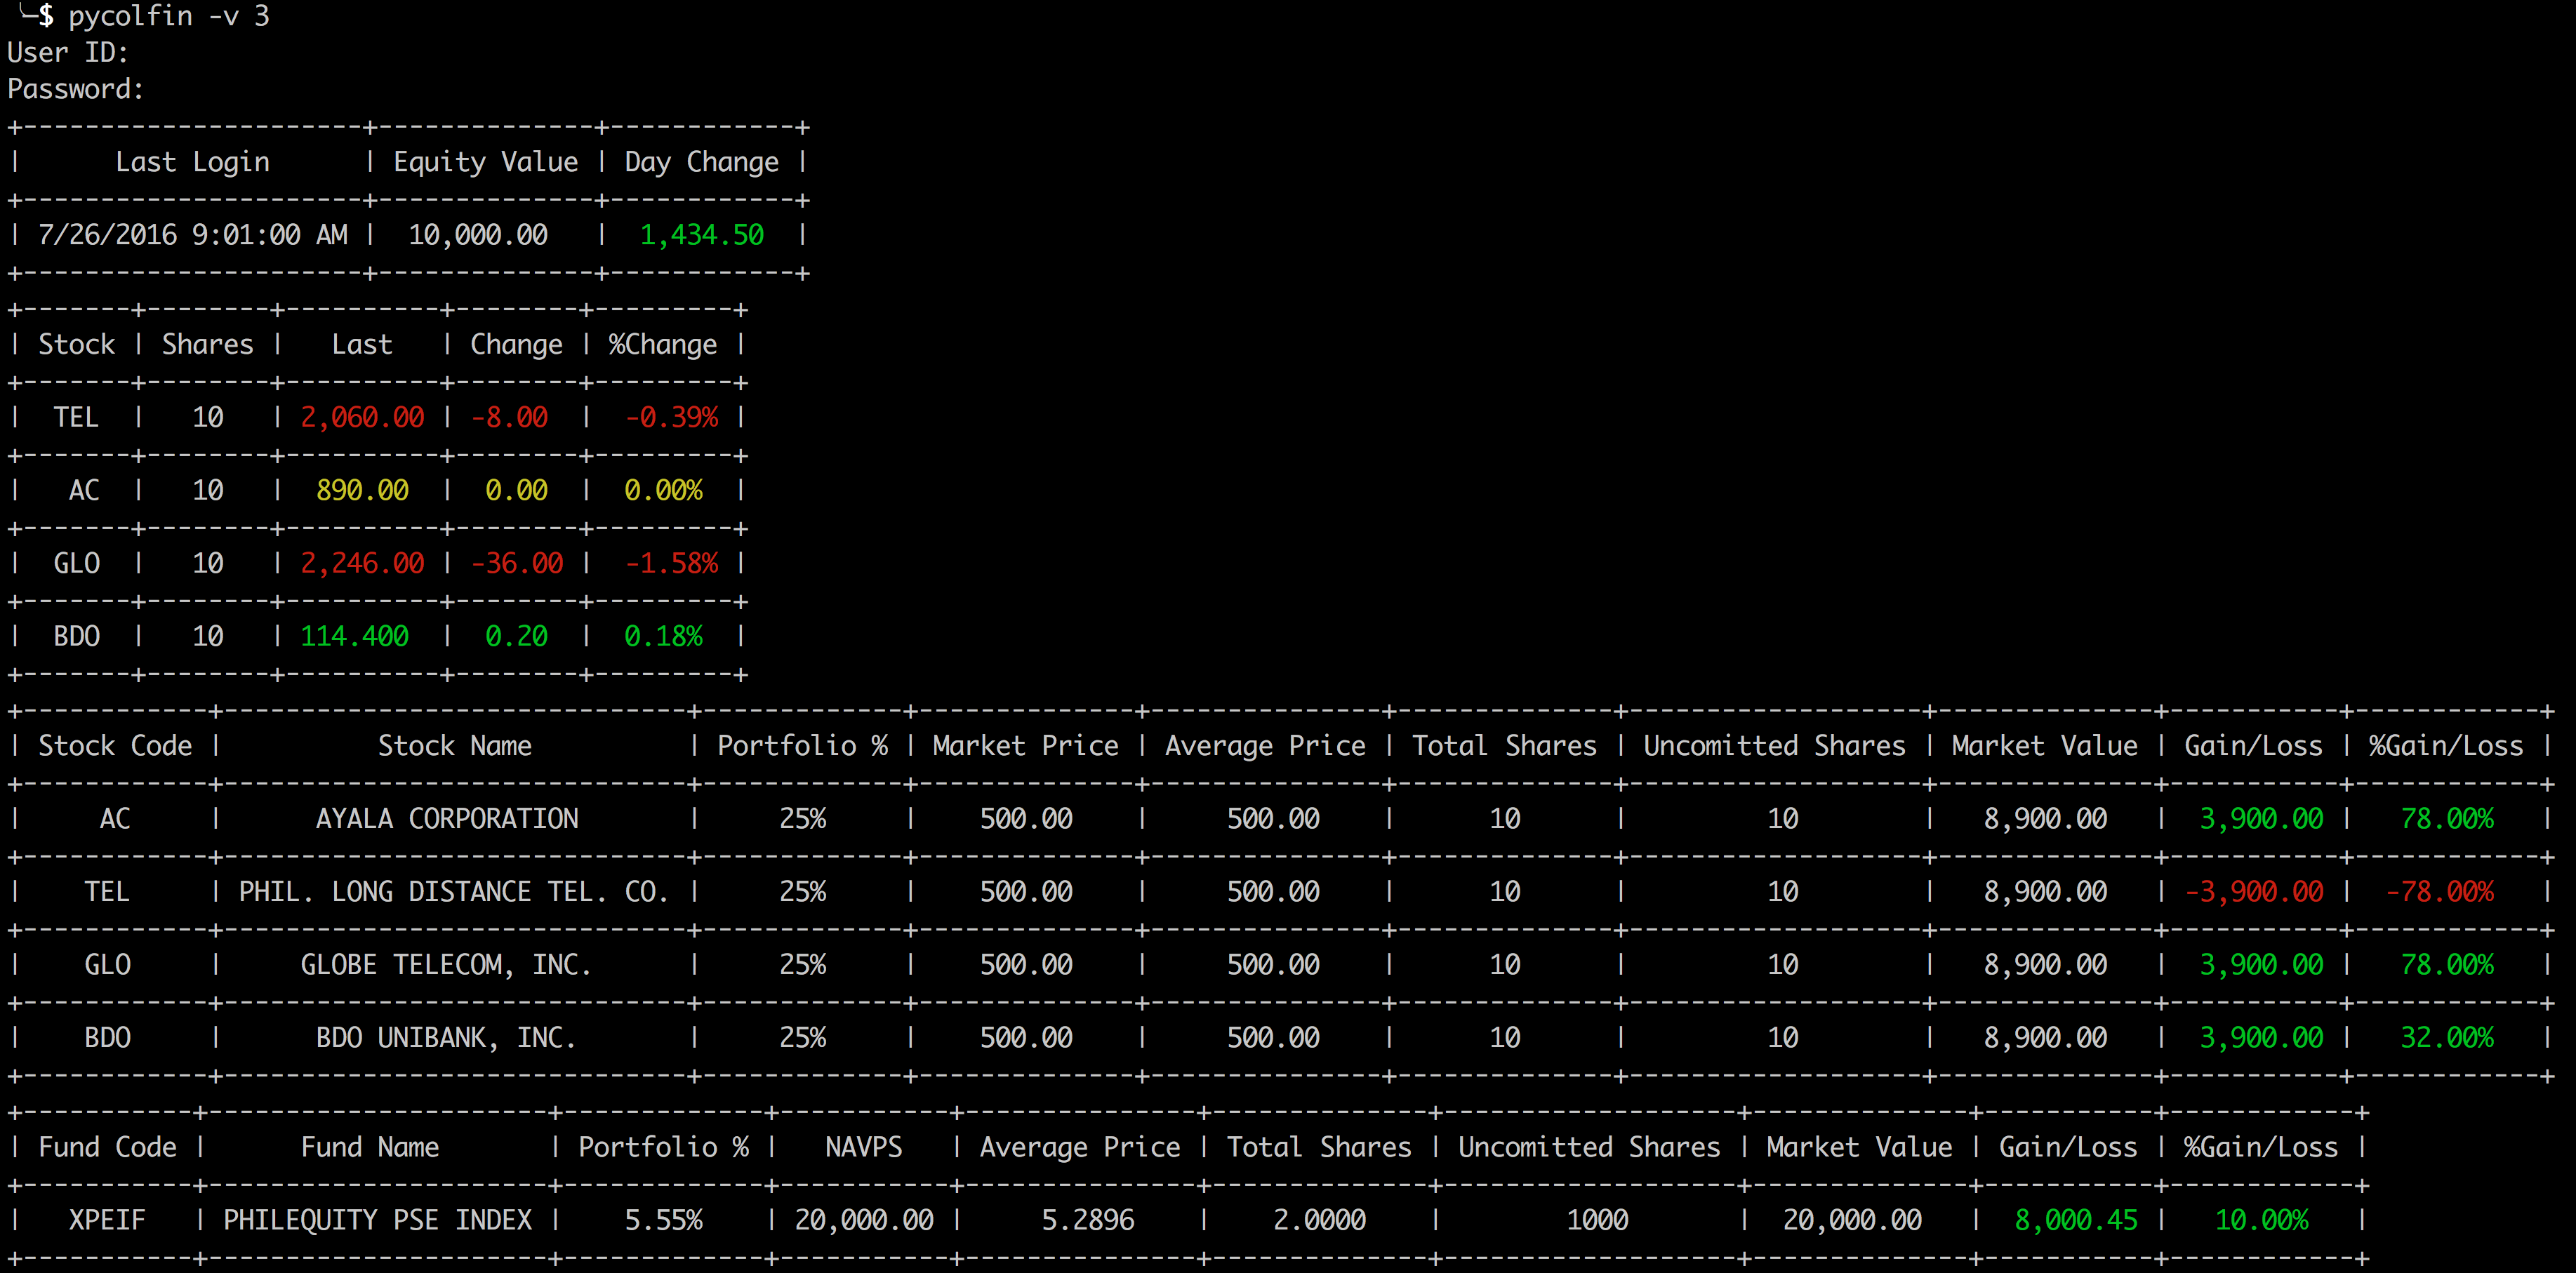 ╰─$ pycolfin -v 3
User ID:
Password:
+----------------------+--------------+------------+
|      Last Login      | Equity Value | Day Change |
+----------------------+--------------+------------+
| 7/26/2016 9:01:00 AM |  10,000.00   |  1,434.50  |
+----------------------+--------------+------------+
+-------+--------+----------+--------+---------+
| Stock | Shares |   Last   | Change | %Change |
+-------+--------+----------+--------+---------+
|  TEL  |   10   | 2,060.00 | -8.00  |  -0.39% |
+-------+--------+----------+--------+---------+
|   AC  |   10   |  890.00  |  0.00  |  0.00%  |
+-------+--------+----------+--------+---------+
|  GLO  |   10   | 2,246.00 | -36.00 |  -1.58% |
+-------+--------+----------+--------+---------+
|  BDO  |   10   | 114.400  |  0.20  |  0.18%  |
+-------+--------+----------+--------+---------+
+------------+------------------------------+-------------+--------------+---------------+--------------+-------------------+--------------+-----------+------------+
| Stock Code |          Stock Name          | Portfolio % | Market Price | Average Price | Total Shares | Uncomitted Shares | Market Value | Gain/Loss | %Gain/Loss |
+------------+------------------------------+-------------+--------------+---------------+--------------+-------------------+--------------+-----------+------------+
|     AC     |      AYALA CORPORATION       |     25%     |    500.00    |     500.00    |      10      |         10        |   8,900.00   |  3,900.00 |   78.00%   |
+------------+------------------------------+-------------+--------------+---------------+--------------+-------------------+--------------+-----------+------------+
|    TEL     | PHIL. LONG DISTANCE TEL. CO. |     25%     |    500.00    |     500.00    |      10      |         10        |   8,900.00   | -3,900.00 |  -78.00%   |
+------------+------------------------------+-------------+--------------+---------------+--------------+-------------------+--------------+-----------+------------+
|    GLO     |     GLOBE TELECOM, INC.      |     25%     |    500.00    |     500.00    |      10      |         10        |   8,900.00   |  3,900.00 |   78.00%   |
+------------+------------------------------+-------------+--------------+---------------+--------------+-------------------+--------------+-----------+------------+
|    BDO     |      BDO UNIBANK, INC.       |     25%     |    500.00    |     500.00    |      10      |         10        |   8,900.00   |  3,900.00 |   32.00%   |
+------------+------------------------------+-------------+--------------+---------------+--------------+-------------------+--------------+-----------+------------+
+-----------+----------------------+-------------+-----------+---------------+--------------+-------------------+--------------+-----------+------------+
| Fund Code |      Fund Name       | Portfolio % |   NAVPS   | Average Price | Total Shares | Uncomitted Shares | Market Value | Gain/Loss | %Gain/Loss |
+-----------+----------------------+-------------+-----------+---------------+--------------+-------------------+--------------+-----------+------------+
|   XPEIF   | PHILEQUITY PSE INDEX |    5.55%    | 20,000.00 |     5.2896    |    2.0000    |        1000       |  20,000.00   |  8,000.45 |   10.00%   |
+-----------+----------------------+-------------+-----------+---------------+--------------+-------------------+--------------+-----------+------------+